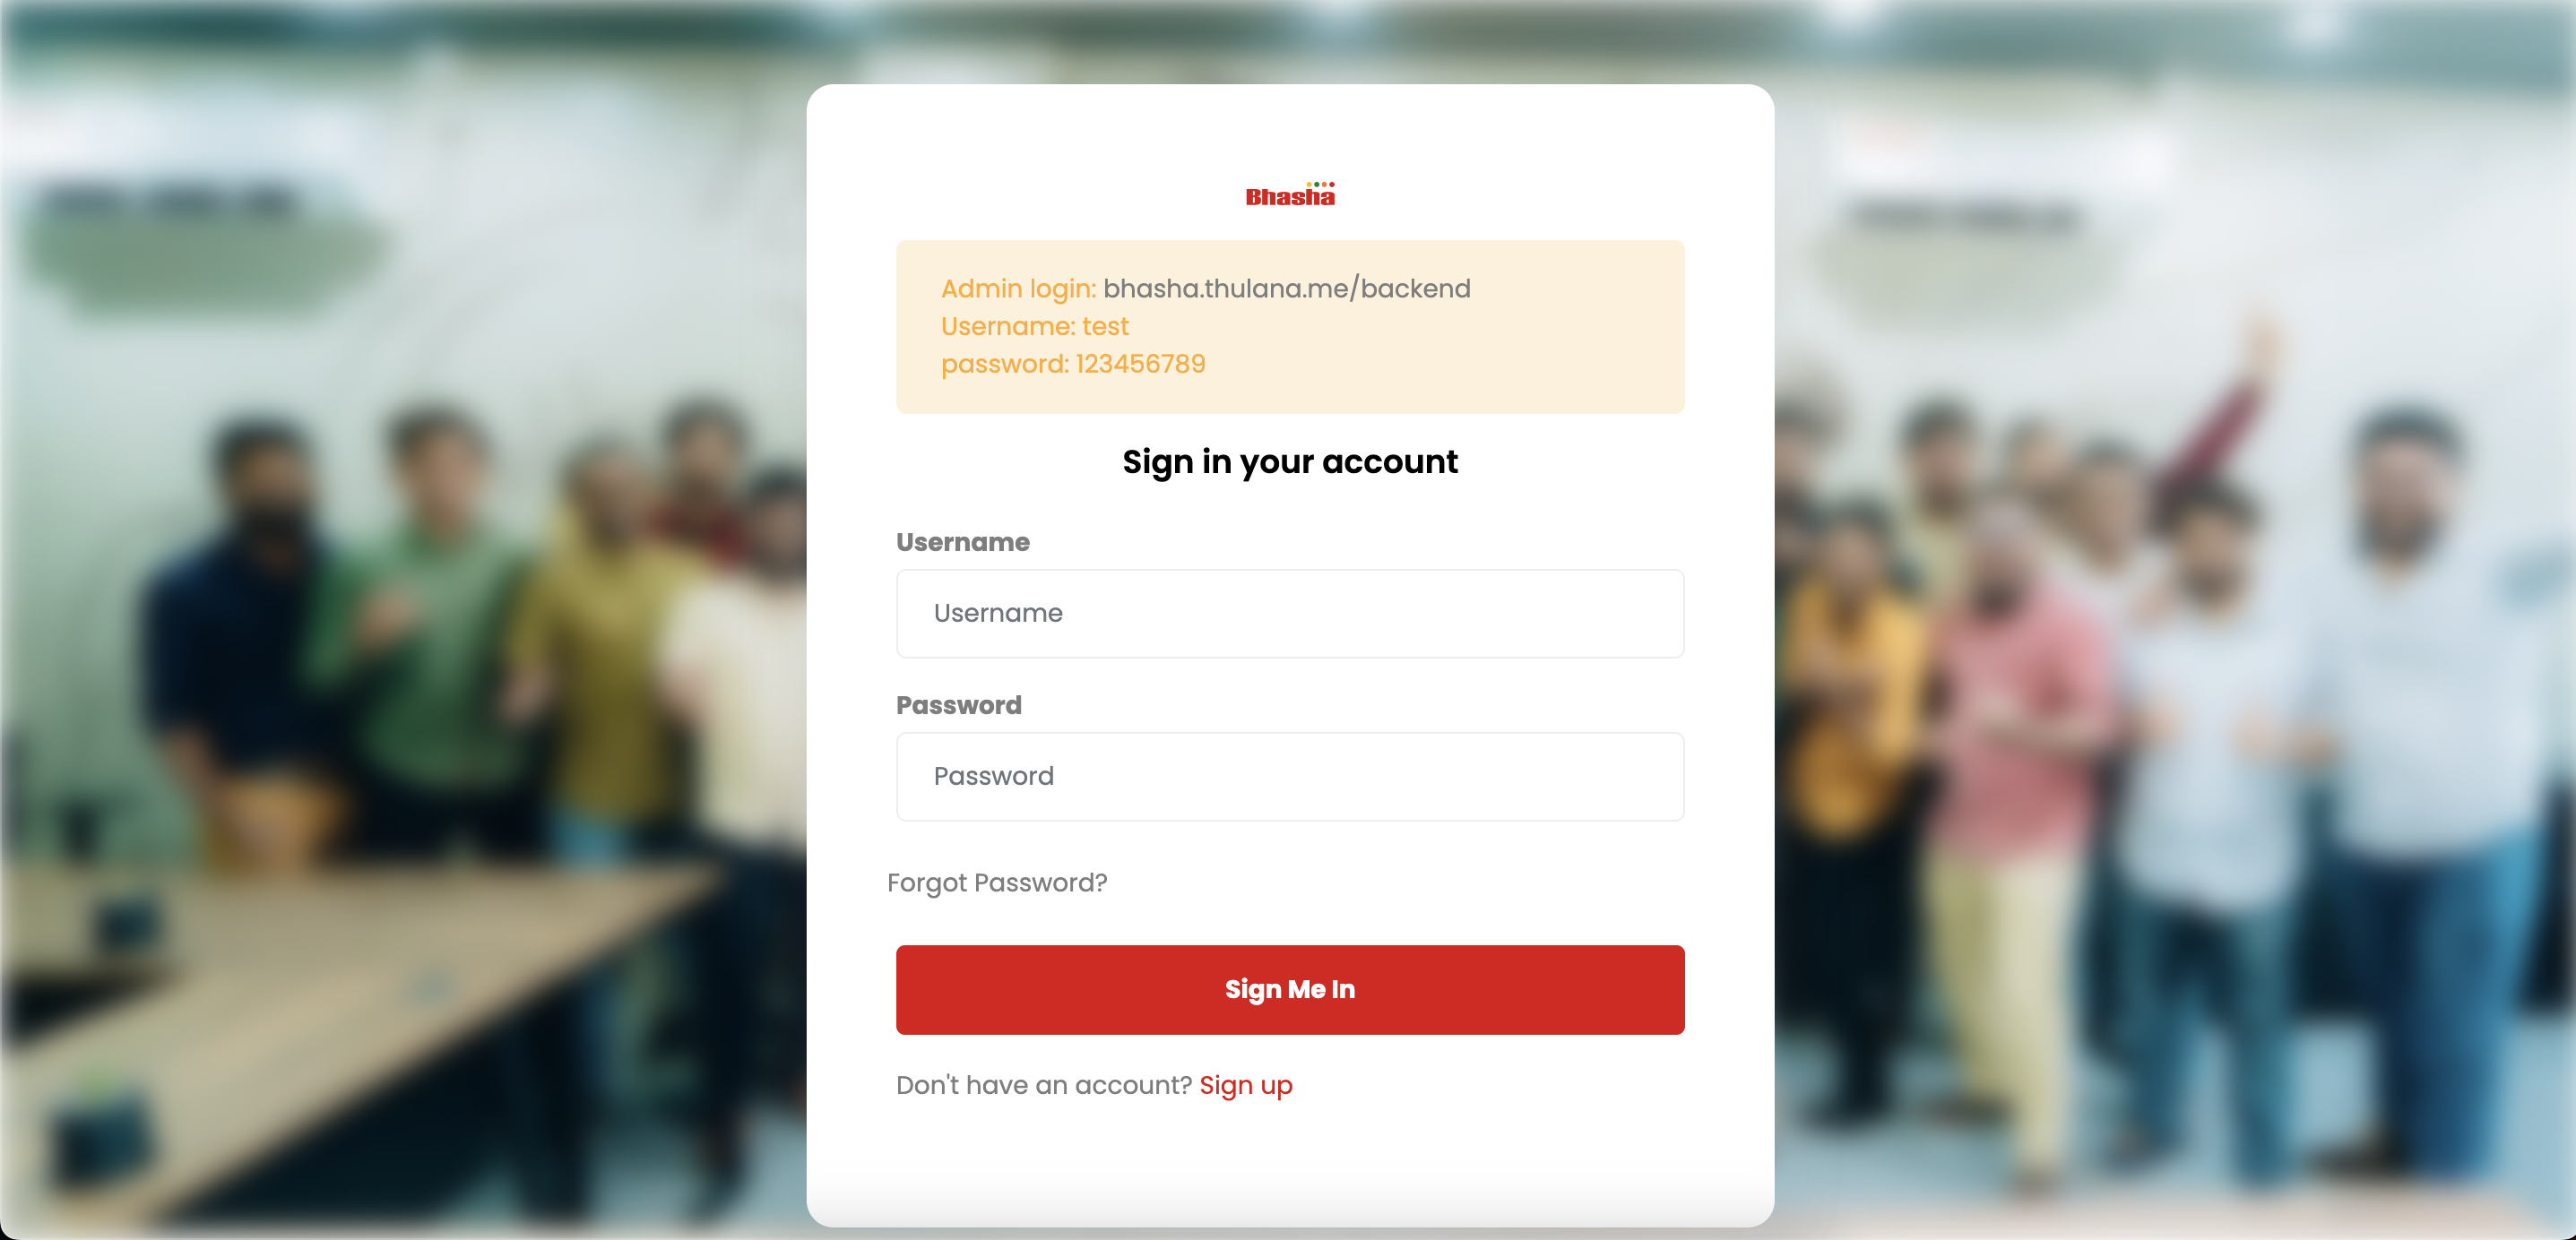 Bhasha
Admin login: bhasha.thulana.me/backend
Username: test
password: 123456789
Sign in your account
Username
Username
Password
Password
Forgot Password?
Sign Me In
Don't have an account? Sign up